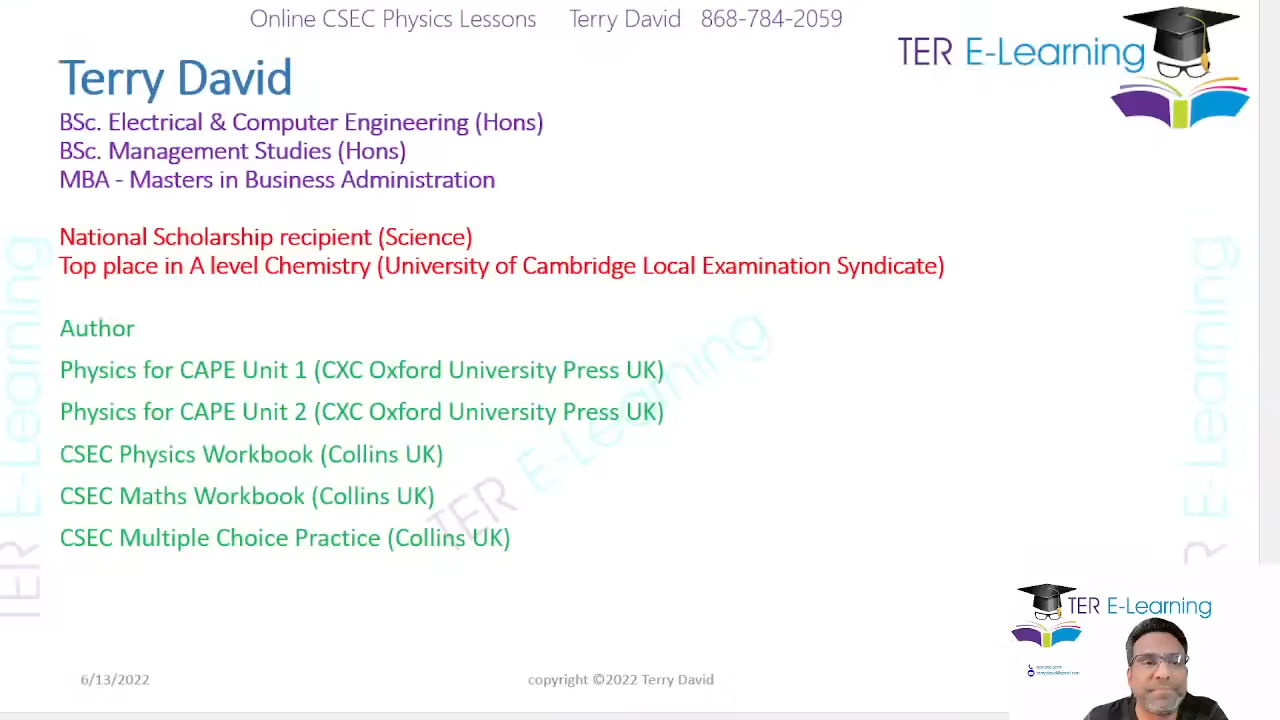 Online CSEC Physics Lessons Terry David 868-784-2059
TER E-Learning
Terry David
BSc. Electrical & Computer Engineering (Hons)
BSc. Management Studies (Hons)
MBA - Masters in Business Administration
National Scholarship recipient (Science)
Top place in A level Chemistry (University of Cambridge Local Examination Syndicate)
Author
Physics for CAPE Unit 1 (CXC Oxford University Press UK)
Physics for CAPE Unit 2 (CXC Oxford University Press UK)
CSEC Physics Workbook (Collins UK)
CSEC Maths Workbook (Collins UK)
CSEC Multiple Choice Practice (Collins UK)
TER E-Learning
TER E-Learning
TER E-Learning
TER E-Learning
6/13/2022
copyright ©2022 Terry David